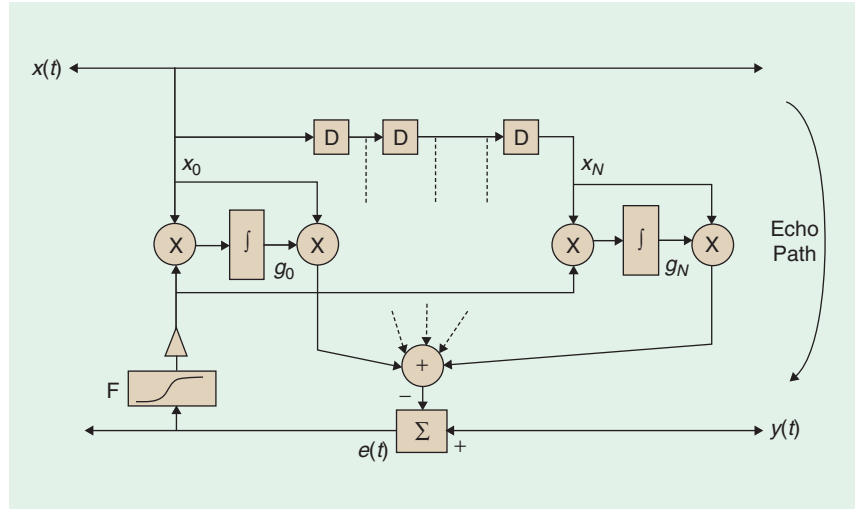 x(t)
D
D
D
x0
xN
X
∫
g0
X
X
∫
gN
X
Echo
Path
+
F
−
Σ
e(t)
+
y(t)